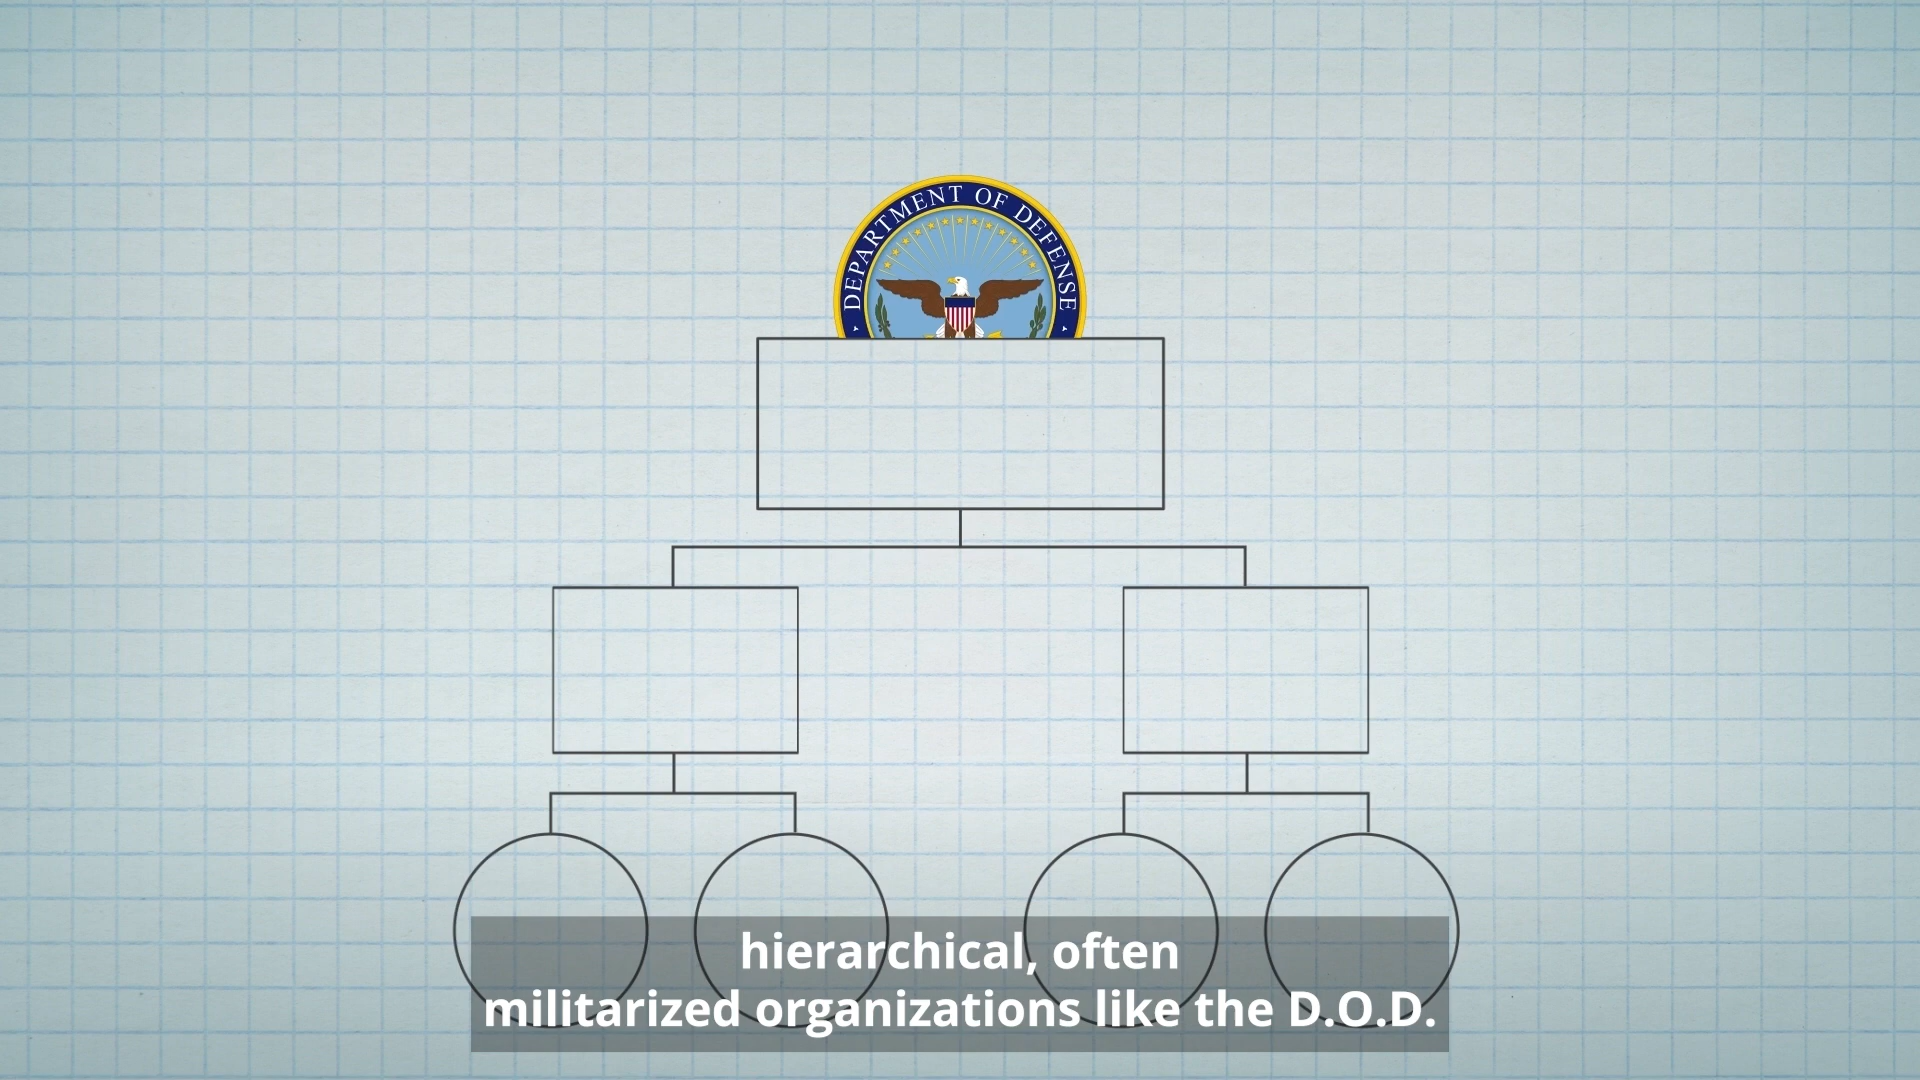 DEPARTMENT OF DEFENSE
hierarchical, often
militarized organizations like the D.O.D.